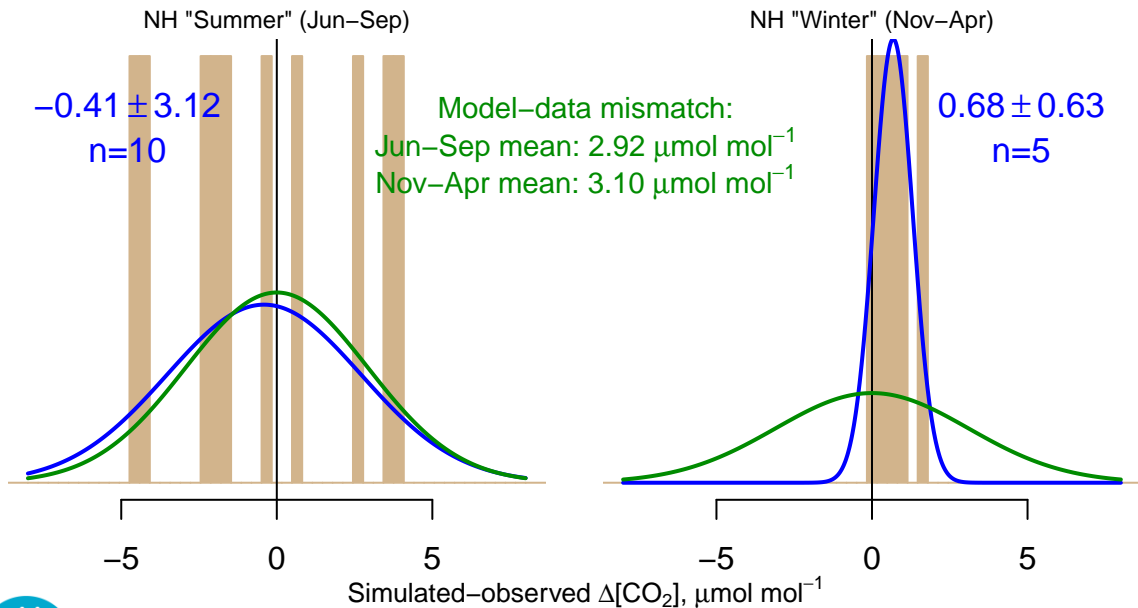 NH "Summer" (Jun−Sep)
NH "Winter" (Nov−Apr)
−0.41 ± 3.12
n=10
Model−data mismatch:
Jun−Sep mean: 2.92 μmol mol⁻¹
Nov−Apr mean: 3.10 μmol mol⁻¹
0.68 ± 0.63
n=5
−5 0 5
−5 0 5
Simulated−observed Δ[CO₂], μmol mol⁻¹